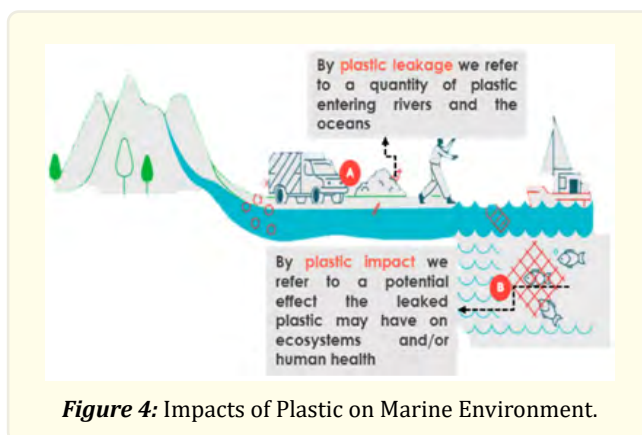 By plastic leakage we refer
to a quantity of plastic
entering rivers and the
oceans
A
By plastic impact we
refer to a potential
effect the leaked
plastic may have on
ecosystems and/or
human health
B
Figure 4: Impacts of Plastic on Marine Environment.